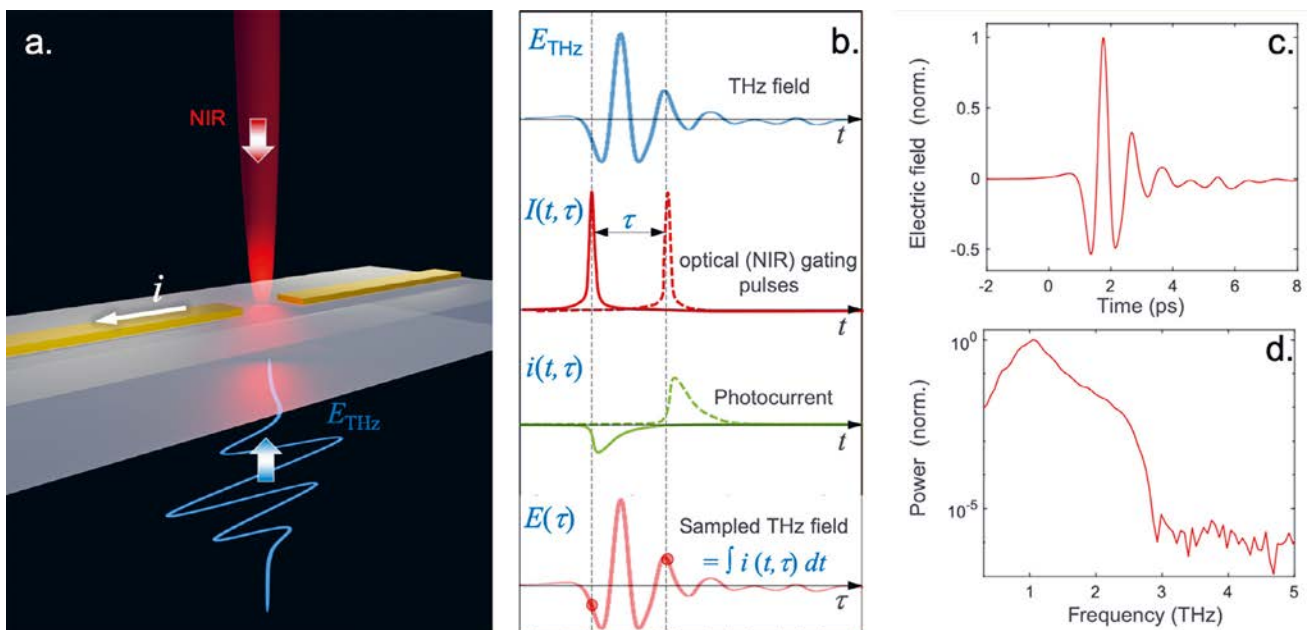 a.
NIR
i
E_THz
b.
E_THz
THz field
t
I(t, τ)
τ
optical (NIR) gating
pulses
t
i(t, τ)
Photocurrent
t
E(τ)
Sampled THz field
= ∫ i (t, τ) dt
τ
c.
Electric field (norm.)
1
0.5
0
-0.5
-2 0 2 4 6 8
Time (ps)
d.
Power (norm.)
10⁰
10⁻⁵
1 2 3 4 5
Frequency (THz)